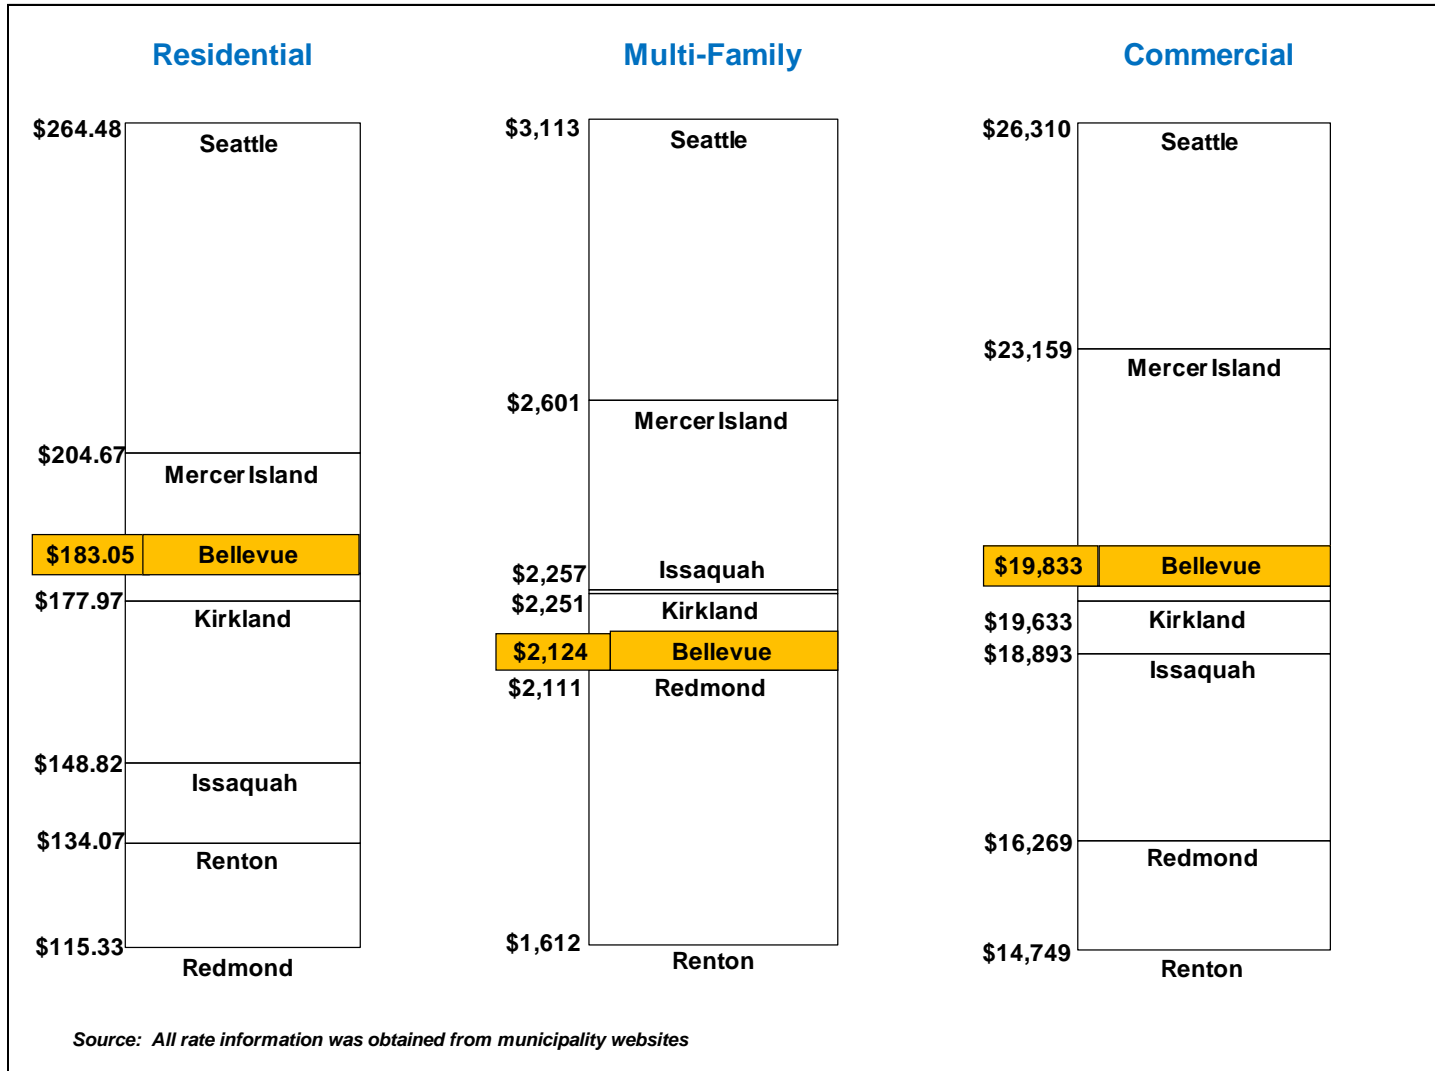 Residential
$264.48
Seattle
$204.67
Mercer Island
$183.05 Bellevue
$177.97
Kirkland
$148.82
Issaquah
$134.07
Renton
$115.33
Redmond
Multi-Family
$3,113
Seattle
$2,601
Mercer Island
$2,257
Issaquah
$2,251
Kirkland
$2,124 Bellevue
$2,111
Redmond
$1,612
Renton
Commercial
$26,310
Seattle
$23,159
Mercer Island
$19,833 Bellevue
$19,633
Kirkland
$18,893
Issaquah
$16,269
Redmond
$14,749
Renton
Source: All rate information was obtained from municipality websites